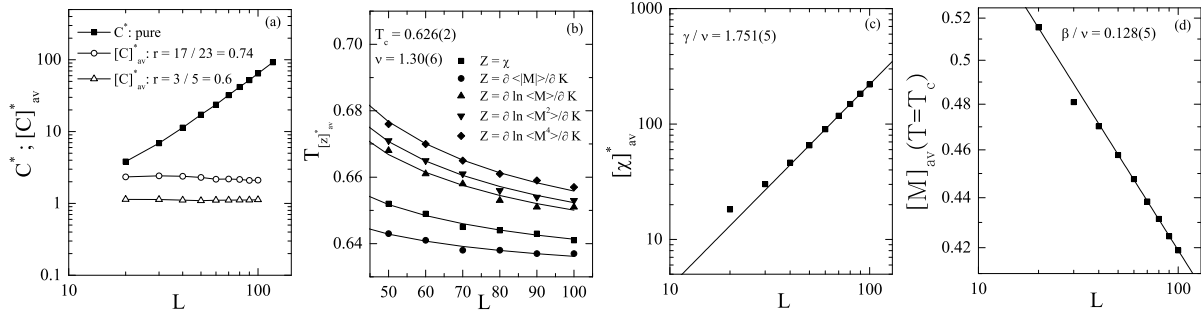 (a)
C*: pure
[C]*av: r = 17 / 23 = 0.74
[C]*av: r = 3 / 5 = 0.6
100
10
1
0.1
C* ; [C]*av
10
100
L
(b)
Tc = 0.626(2)
ν = 1.30(6)
Z = χ
Z = ∂ <|M|>/∂ K
Z = ∂ ln <M>/∂ K
Z = ∂ ln <M²>/∂ K
Z = ∂ ln <M⁴>/∂ K
0.70
0.68
0.66
0.64
T[z]*av
50
60
70
80
90
100
L
(c)
γ / ν = 1.751(5)
1000
100
10
[χ]*av
10
100
L
(d)
β / ν = 0.128(5)
0.52
0.5
0.48
0.46
0.44
0.42
[M]av(T=Tc)
10
100
L